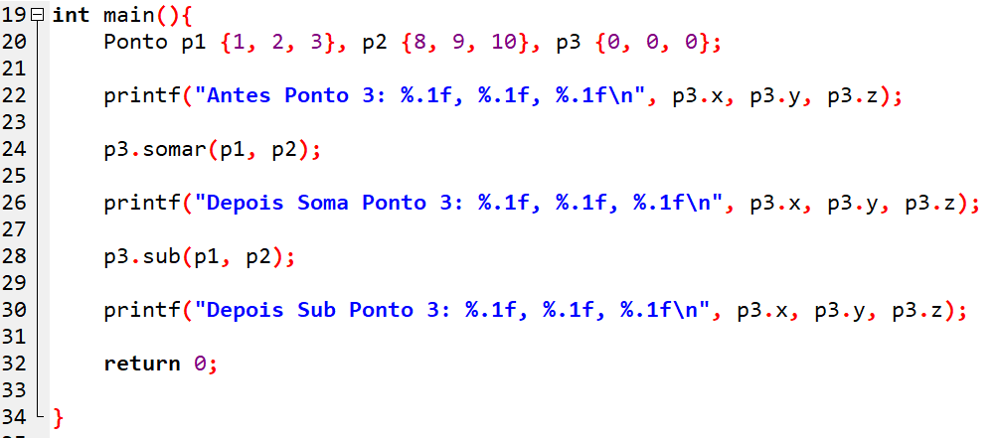 19 int main(){
20 Ponto p1 {1, 2, 3}, p2 {8, 9, 10}, p3 {0, 0, 0};
21
22 printf("Antes Ponto 3: %.1f, %.1f, %.1f\n", p3.x, p3.y, p3.z);
23
24 p3.somar(p1, p2);
25
26 printf("Depois Soma Ponto 3: %.1f, %.1f, %.1f\n", p3.x, p3.y, p3.z);
27
28 p3.sub(p1, p2);
29
30 printf("Depois Sub Ponto 3: %.1f, %.1f, %.1f\n", p3.x, p3.y, p3.z);
31
32 return 0;
33
34 }